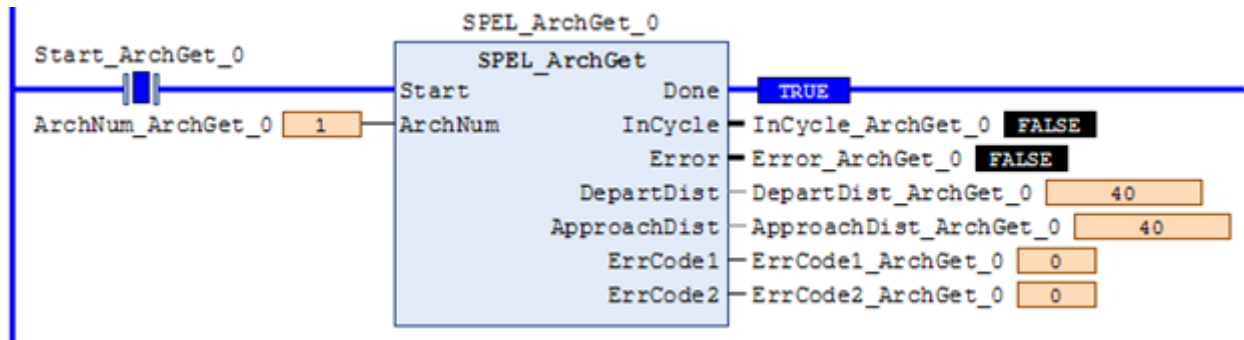 SPEL_ArchGet_0
Start_ArchGet_0 SPEL_ArchGet
Start Done TRUE
ArchNum_ArchGet_0 1 ArchNum InCycle InCycle_ArchGet_0 FALSE
Error Error_ArchGet_0 FALSE
DepartDist DepartDist_ArchGet_0 40
ApproachDist ApproachDist_ArchGet_0 40
ErrCode1 ErrCode1_ArchGet_0 0
ErrCode2 ErrCode2_ArchGet_0 0